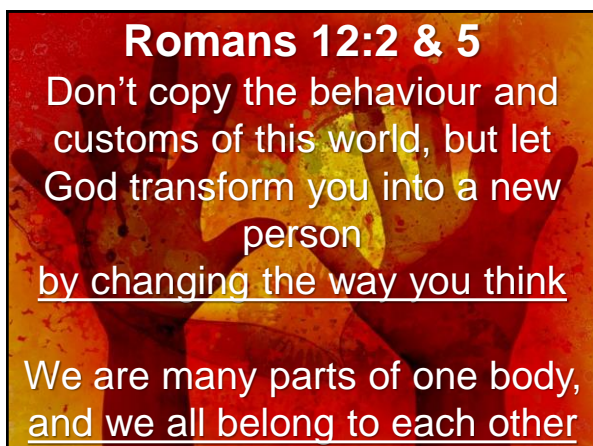 Romans 12:2 & 5
Don’t copy the behaviour and
customs of this world, but let
God transform you into a new
person
by changing the way you think
We are many parts of one body,
and we all belong to each other